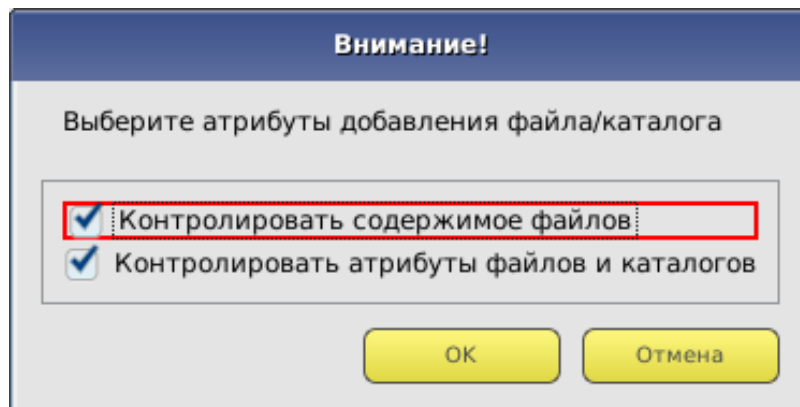 Внимание!
Выберите атрибуты добавления файла/каталога
Контролировать содержимое файлов
Контролировать атрибуты файлов и каталогов
OK
Отмена